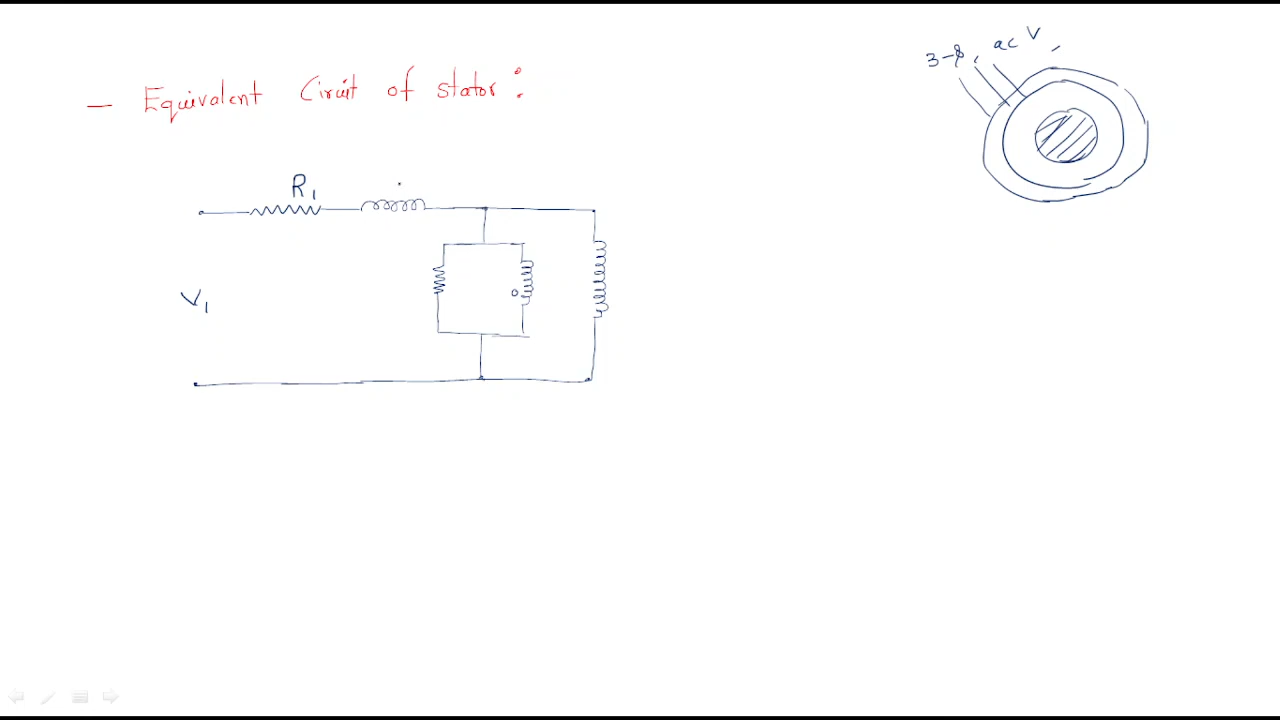 3-ϕ, ac V,
- Equivalent Circuit of stator:
R1
V1